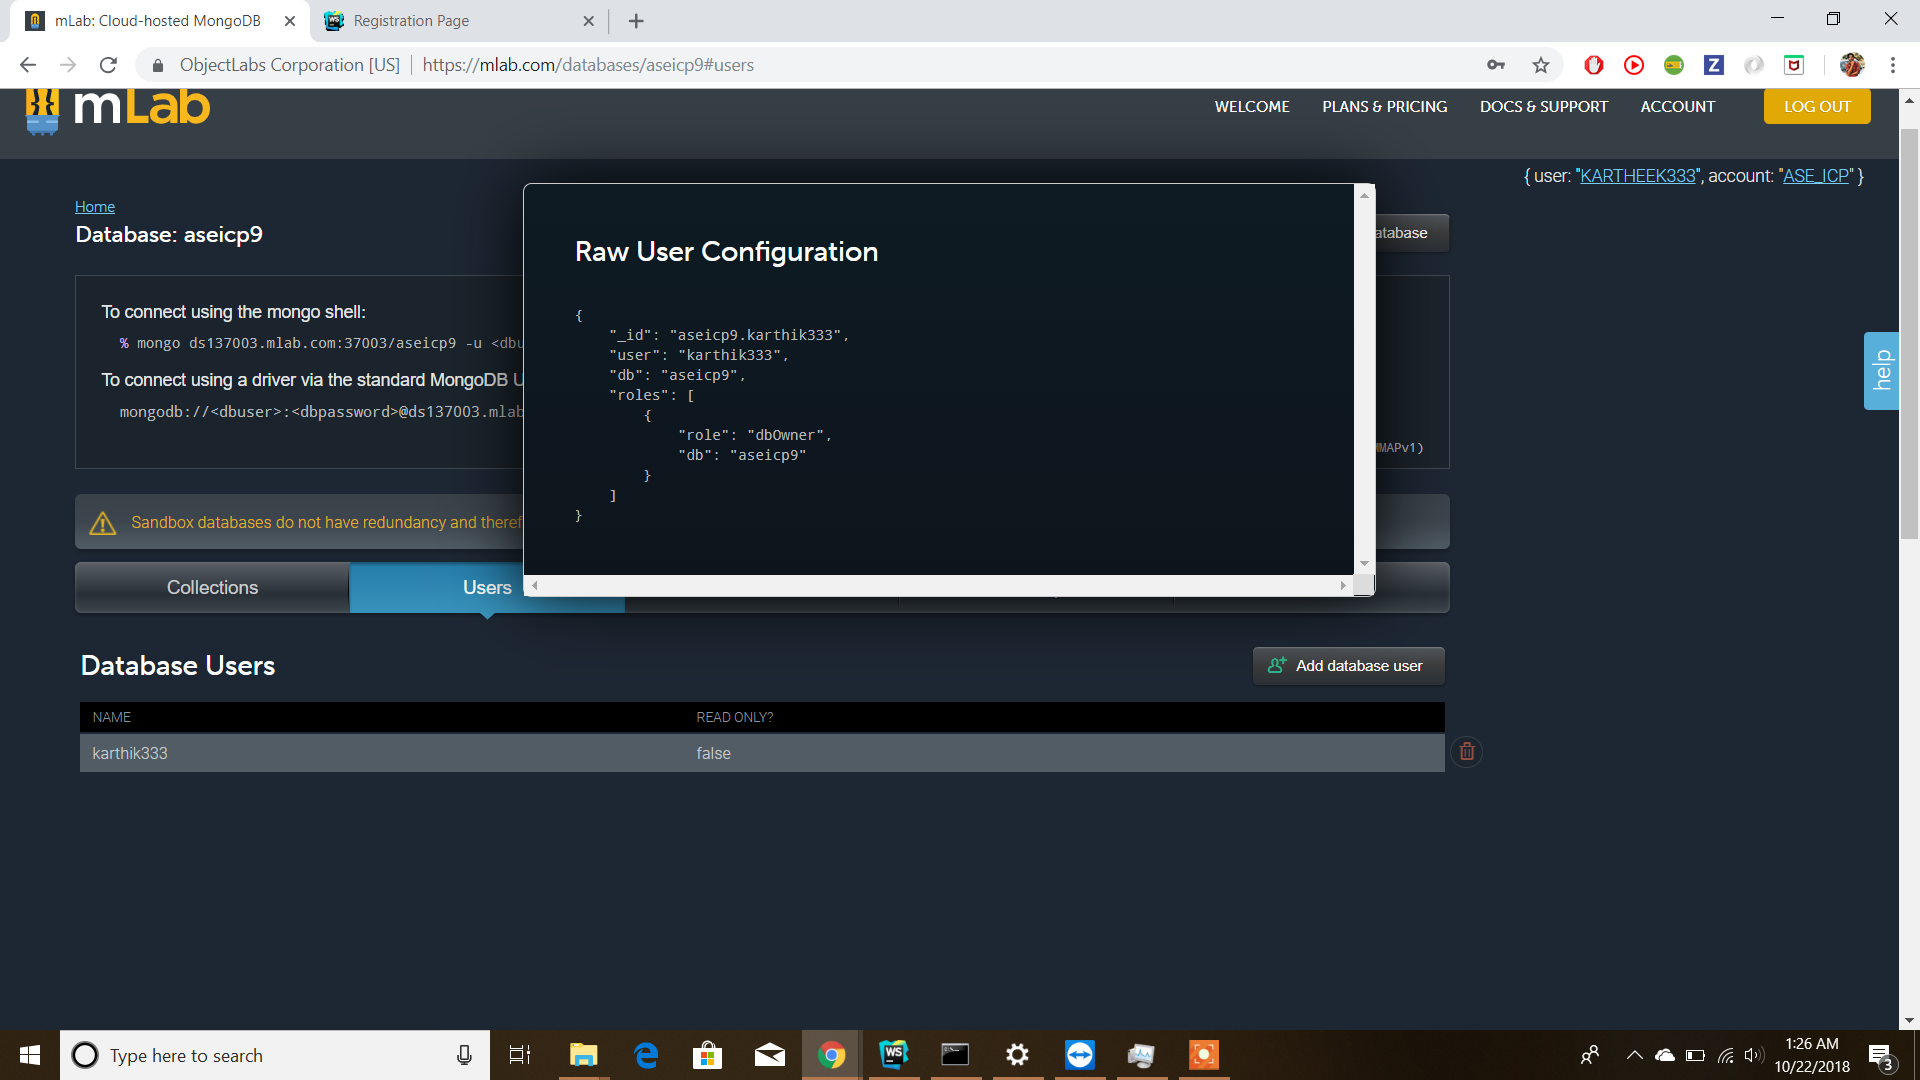 mLab: Cloud-hosted MongoDB
Registration Page
ObjectLabs Corporation [US]
https://mlab.com/databases/aseicp9#users
mLab
WELCOME
PLANS & PRICING
DOCS & SUPPORT
ACCOUNT
LOG OUT
{ user: "KARTHEEK333", account: "ASE_ICP" }
Home
Database: aseicp9
atabase
To connect using the mongo shell:
% mongo ds137003.mlab.com:37003/aseicp9 -u <dbu
To connect using a driver via the standard MongoDB U
mongodb://<dbuser>:<dbpassword>@ds137003.mlab
MAPv1)
Raw User Configuration
{
"_id": "aseicp9.karthik333",
"user": "karthik333",
"db": "aseicp9",
"roles": [
{
"role": "dbOwner",
"db": "aseicp9"
}
]
}
help
Sandbox databases do not have redundancy and theref
Collections
Users
Database Users
Add database user
NAME
READ ONLY?
karthik333
false
Type here to search
WS
1:26 AM
10/22/2018
3